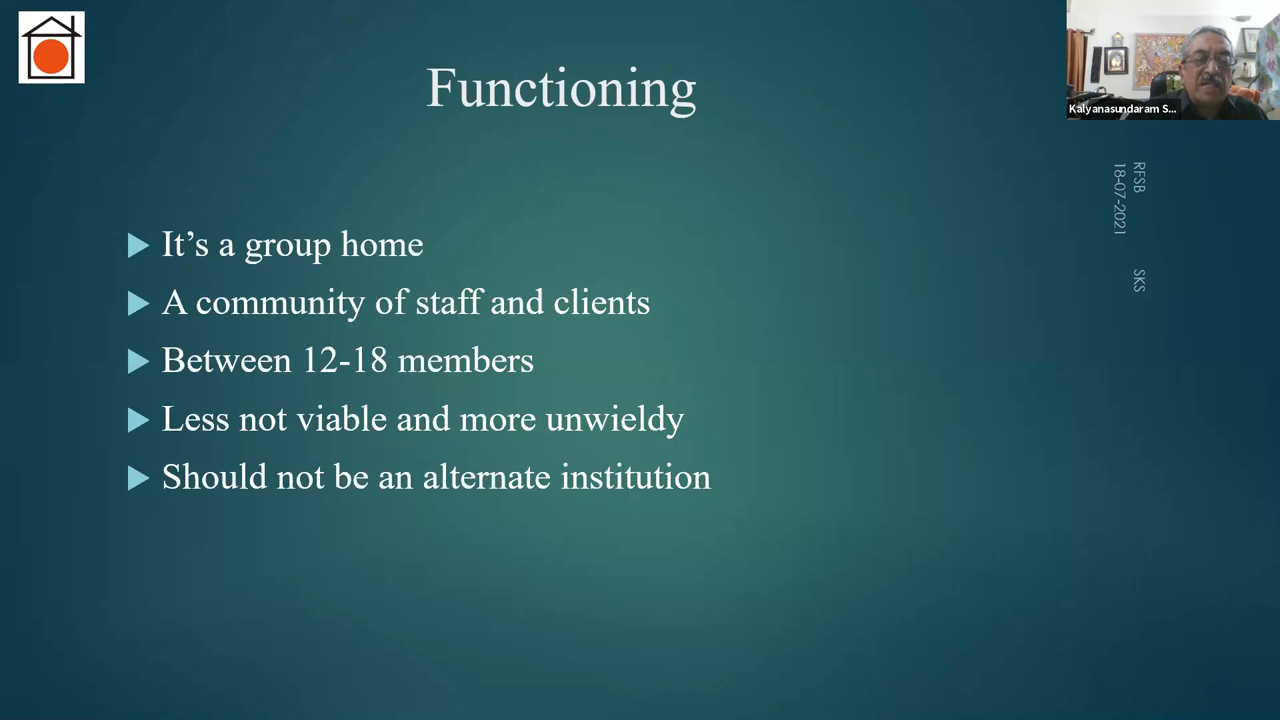 Functioning
Kalyanasundaram S...
RFSB
18-07-2021
SKS
It’s a group home
A community of staff and clients
Between 12-18 members
Less not viable and more unwieldy
Should not be an alternate institution